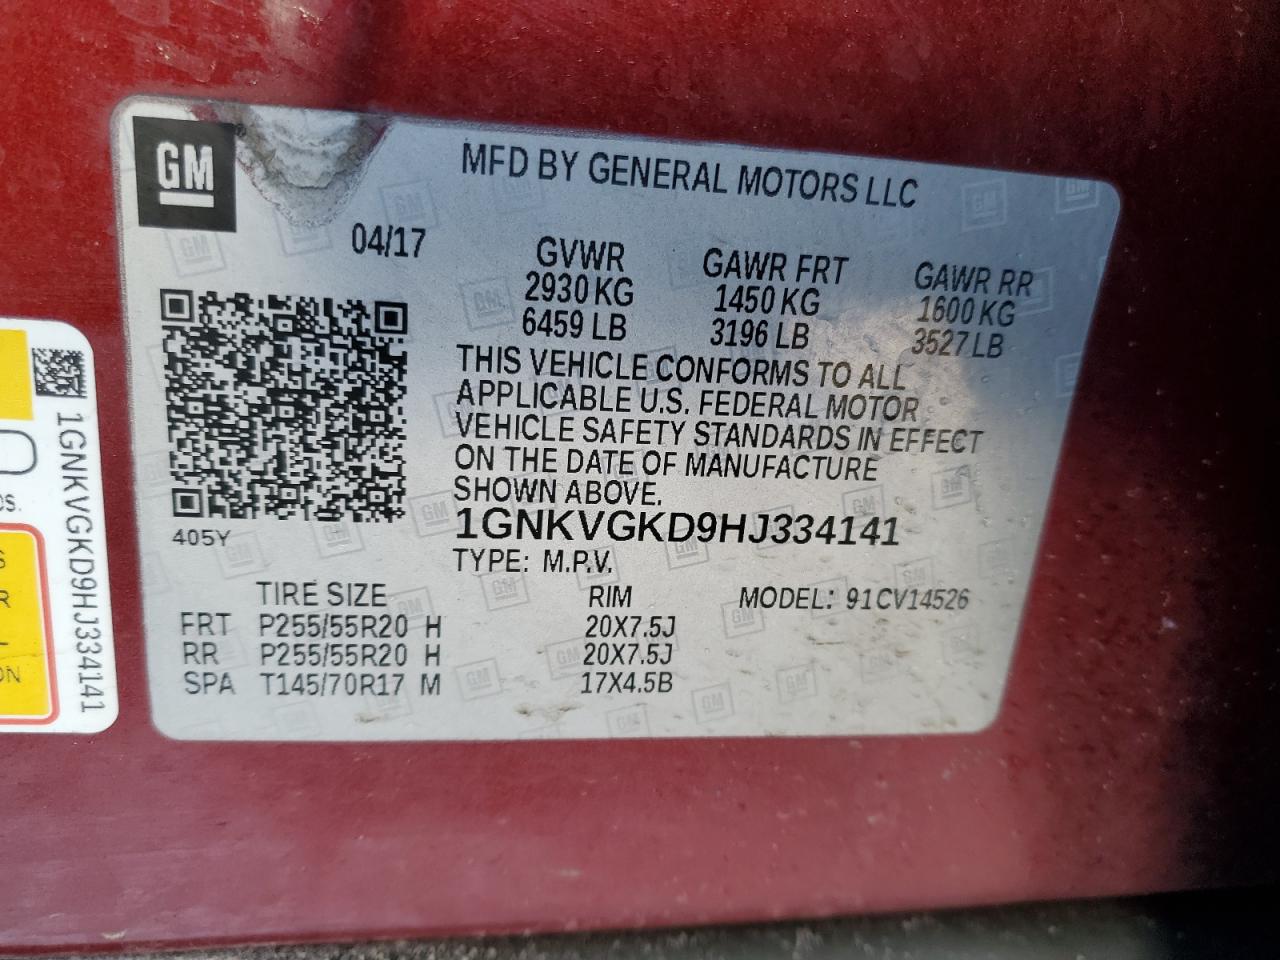 GM
MFD BY GENERAL MOTORS LLC
04/17
GVWR
2930 KG
6459 LB
GAWR FRT
1450 KG
3196 LB
GAWR RR
1600 KG
3527 LB
THIS VEHICLE CONFORMS TO ALL
APPLICABLE U.S. FEDERAL MOTOR
VEHICLE SAFETY STANDARDS IN EFFECT
ON THE DATE OF MANUFACTURE
SHOWN ABOVE.
405Y
1GNKVGKD9HJ334141
TYPE: M.P.V.
TIRE SIZE RIM MODEL: 91CV14526
FRT P255/55R20 H 20X7.5J
RR P255/55R20 H 20X7.5J
SPA T145/70R17 M 17X4.5B
1GNKVGKD9HJ334141